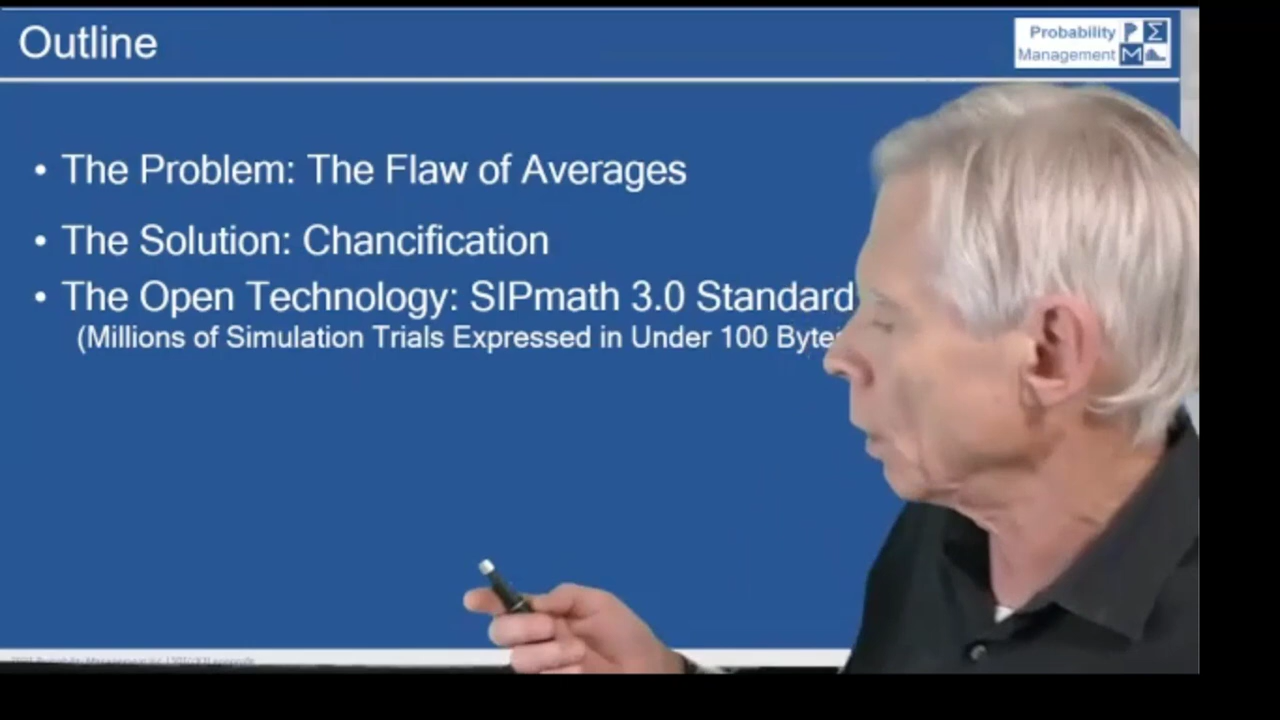 Outline
Probability
Management
• The Problem: The Flaw of Averages
• The Solution: Chancification
• The Open Technology: SIPmath 3.0 Standard
(Millions of Simulation Trials Expressed in Under 100 Byte